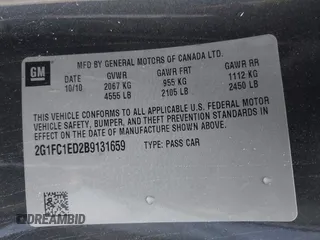 GM
MFD BY GENERAL MOTORS OF CANADA LTD.
DATE GVWR GAWR FRT GAWR RR
10/10 2067 KG 955 KG 1112 KG
4555 LB 2105 LB 2450 LB
THIS VEHICLE CONFORMS TO ALL APPLICABLE U.S. FEDERAL MOTOR
VEHICLE SAFETY, BUMPER, AND THEFT PREVENTION STANDARDS IN
EFFECT ON THE DATE OF MANUFACTURE SHOWN ABOVE.
2G1FC1ED2B9131659 TYPE: PASS CAR
DREAMBID